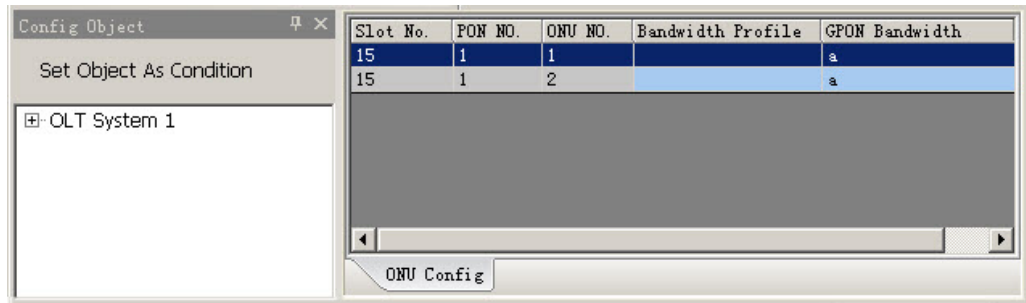 Config Object
Set Object As Condition
OLT System 1
Slot No. PON NO. ONU NO. Bandwidth Profile GPON Bandwidth
15 1 1 a
15 1 2 a
ONU Config